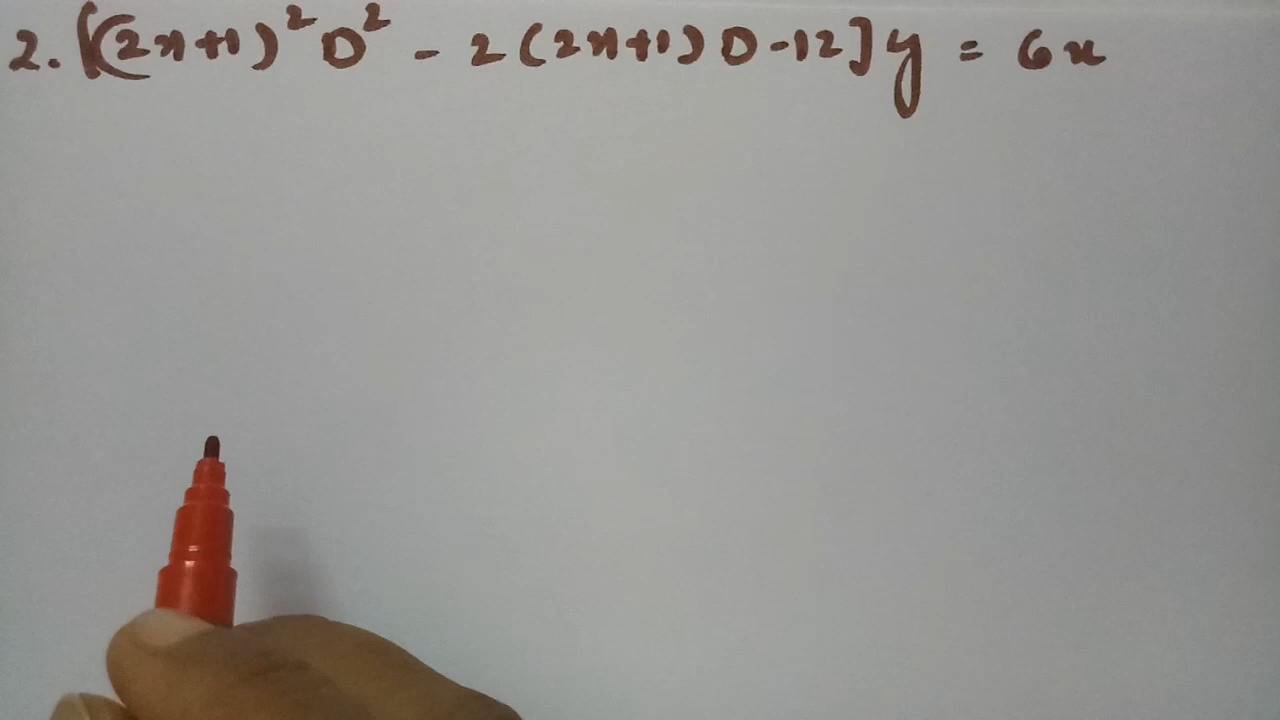 2. [(2x+1)² D² - 2(2x+1)D-12]y = 6x